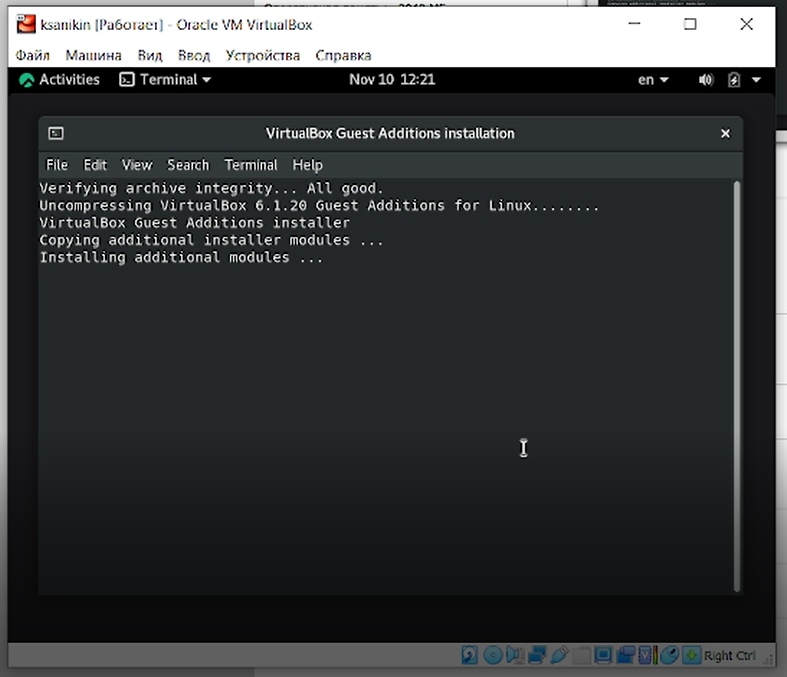 ksanikin [Работает] - Oracle VM VirtualBox
Файл Машина Вид Ввод Устройства Справка
Activities Terminal Nov 10 12:21 en
VirtualBox Guest Additions installation
File Edit View Search Terminal Help
Verifying archive integrity... All good.
Uncompressing VirtualBox 6.1.20 Guest Additions for Linux........
VirtualBox Guest Additions installer
Copying additional installer modules ...
Installing additional modules ...
Right Ctrl